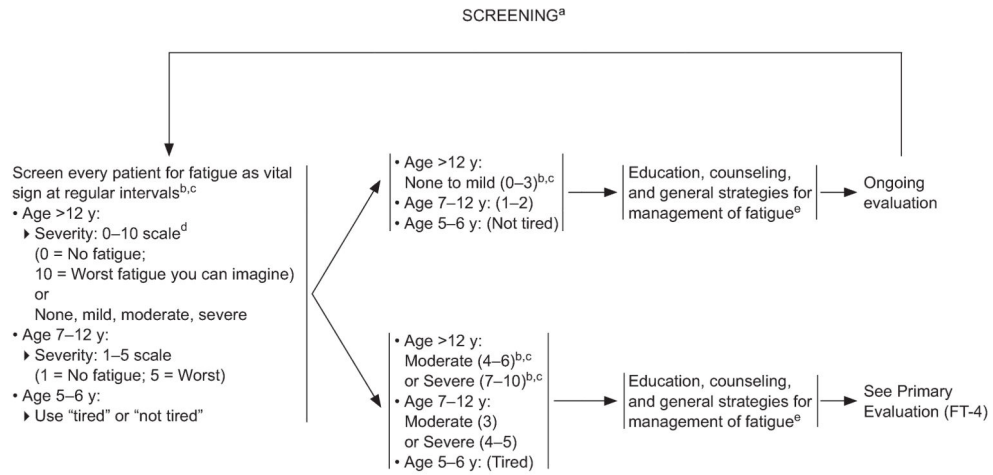 SCREENINGᵃ
Screen every patient for fatigue as vital
sign at regular intervalsᵇ,ᶜ
• Age >12 y:
▸ Severity: 0–10 scaleᵈ
(0 = No fatigue;
10 = Worst fatigue you can imagine)
or
None, mild, moderate, severe
• Age 7–12 y:
▸ Severity: 1–5 scale
(1 = No fatigue; 5 = Worst)
• Age 5–6 y:
▸ Use “tired” or “not tired”
• Age >12 y:
None to mild (0–3)ᵇ,ᶜ
• Age 7–12 y: (1–2)
• Age 5–6 y: (Not tired)
Education, counseling,
and general strategies for
management of fatigueᵉ
Ongoing
evaluation
• Age >12 y:
Moderate (4–6)ᵇ,ᶜ
or Severe (7–10)ᵇ,ᶜ
• Age 7–12 y:
Moderate (3)
or Severe (4–5)
• Age 5–6 y: (Tired)
Education, counseling,
and general strategies for
management of fatigueᵉ
See Primary
Evaluation (FT-4)